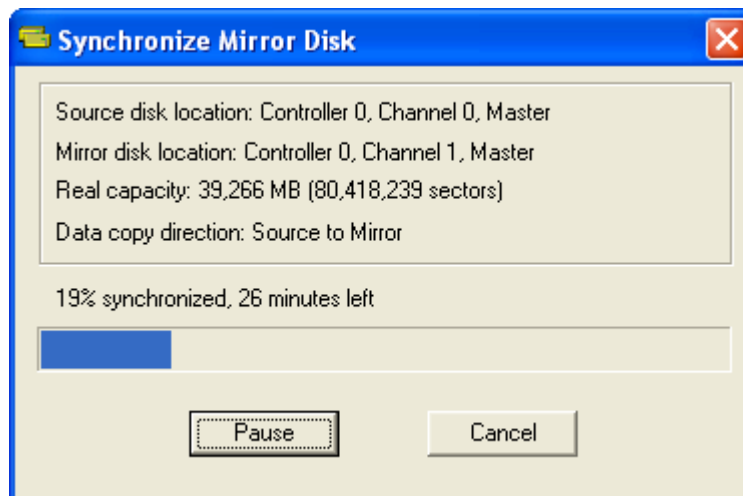 Synchronize Mirror Disk
Source disk location: Controller 0, Channel 0, Master
Mirror disk location: Controller 0, Channel 1, Master
Real capacity: 39,266 MB (80,418,239 sectors)
Data copy direction: Source to Mirror
19% synchronized, 26 minutes left
Pause Cancel